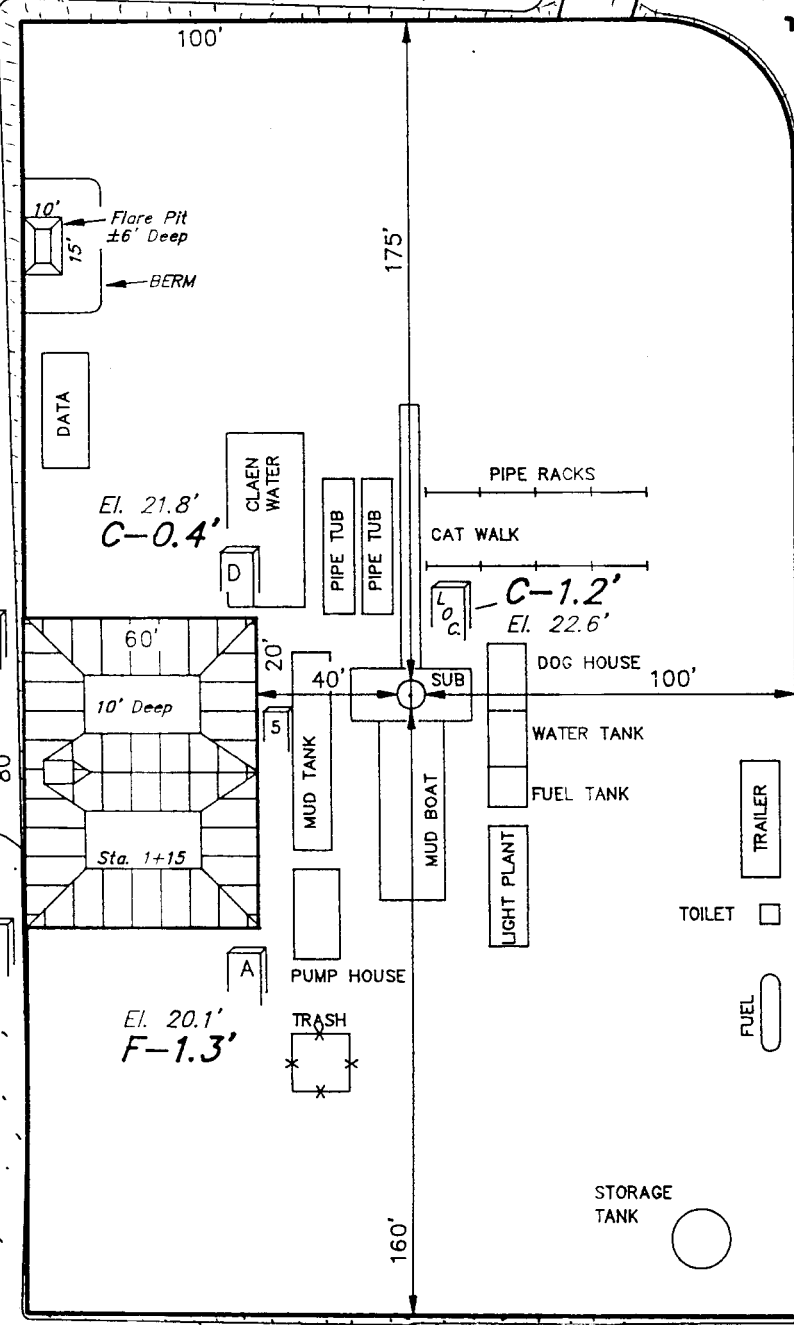 100'
175'
10'
15'
Flare Pit
±6' Deep
BERM
DATA
El. 21.8'
C-0.4'
CLAEN
WATER
PIPE TUB
PIPE TUB
PIPE RACKS
CAT WALK
D
L
O
C.
C-1.2'
El. 22.6'
60'
20'
40'
SUB
DOG HOUSE
100'
10' Deep
5
MUD TANK
WATER TANK
MUD BOAT
FUEL TANK
80'
TRAILER
Sta. 1+15
LIGHT PLANT
TOILET
A
PUMP HOUSE
El. 20.1'
F-1.3'
TRASH
FUEL
STORAGE
TANK
160'